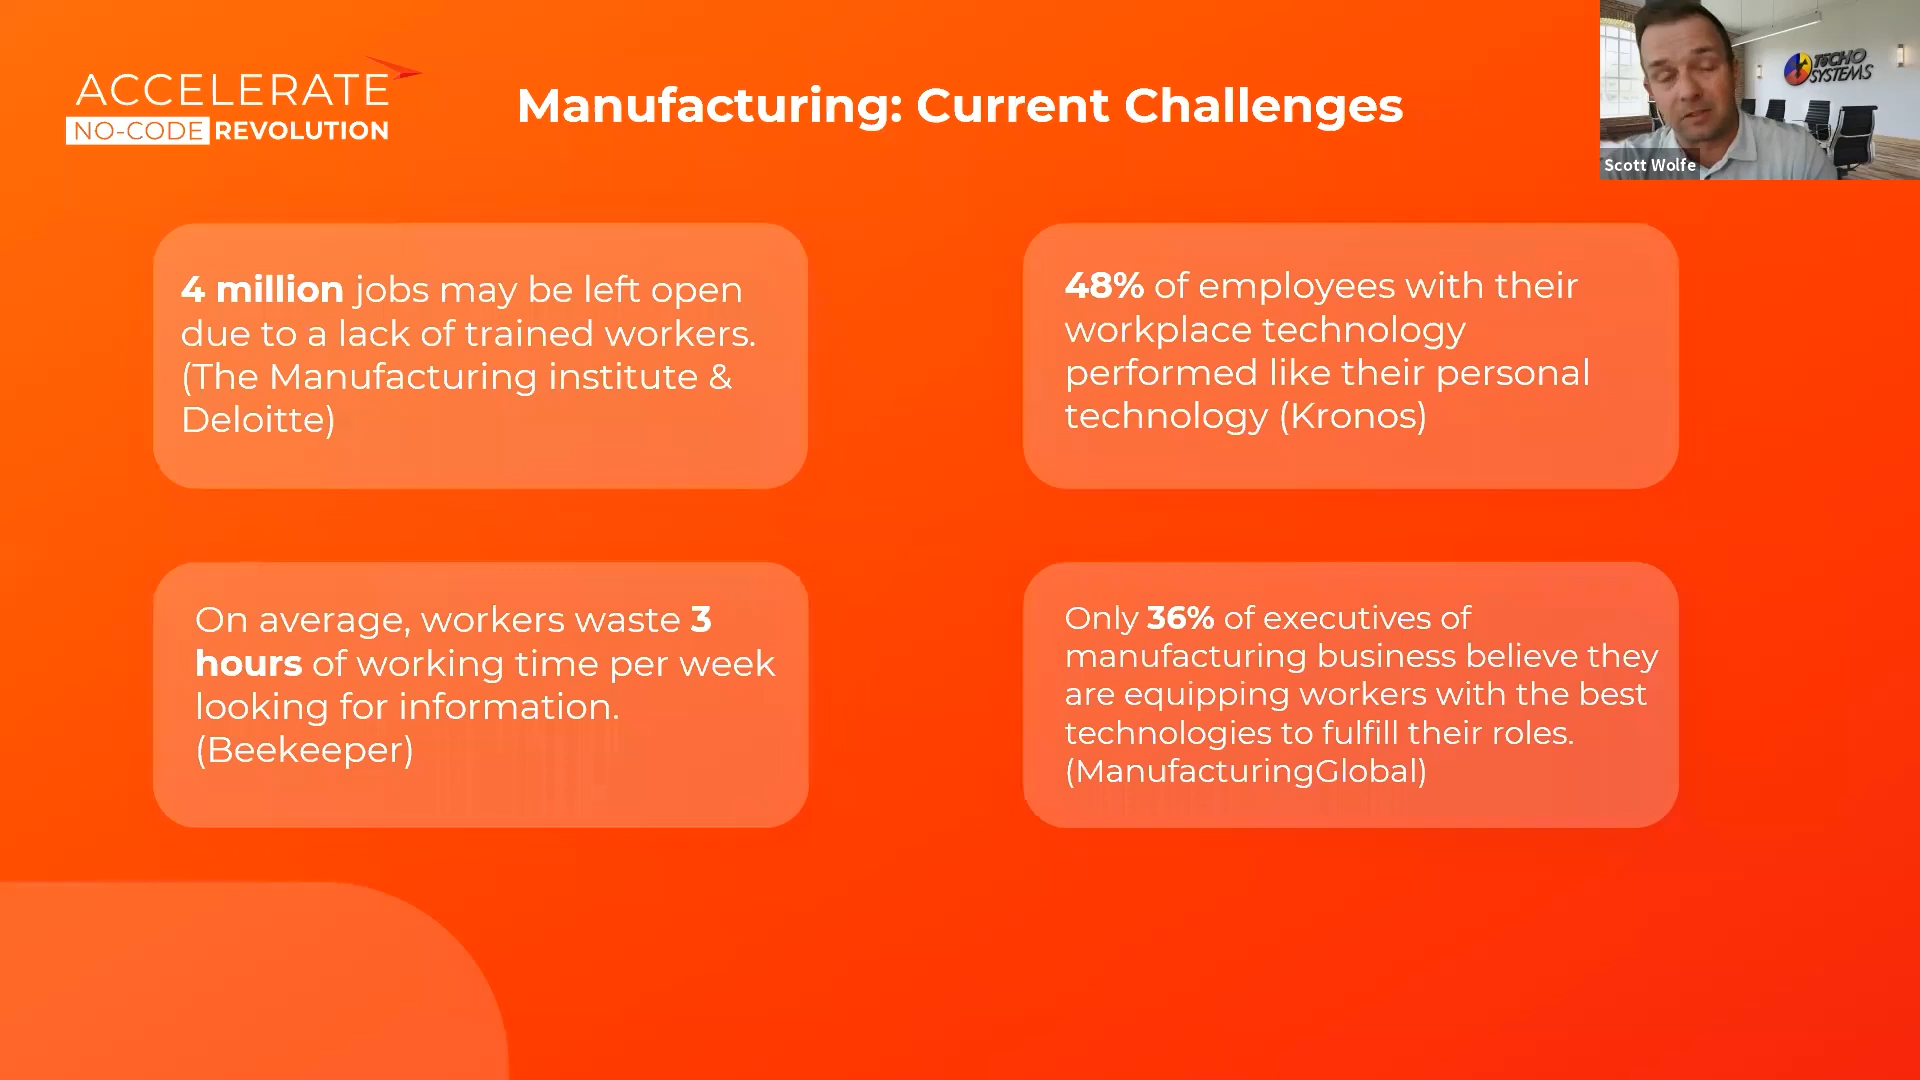 ACCELERATE
NO-CODE REVOLUTION
Manufacturing: Current Challenges
TECHO
SYSTEMS
Scott Wolfe
4 million jobs may be left open
due to a lack of trained workers.
(The Manufacturing institute &
Deloitte)
48% of employees with their
workplace technology
performed like their personal
technology (Kronos)
On average, workers waste 3
hours of working time per week
looking for information.
(Beekeeper)
Only 36% of executives of
manufacturing business believe they
are equipping workers with the best
technologies to fulfill their roles.
(ManufacturingGlobal)